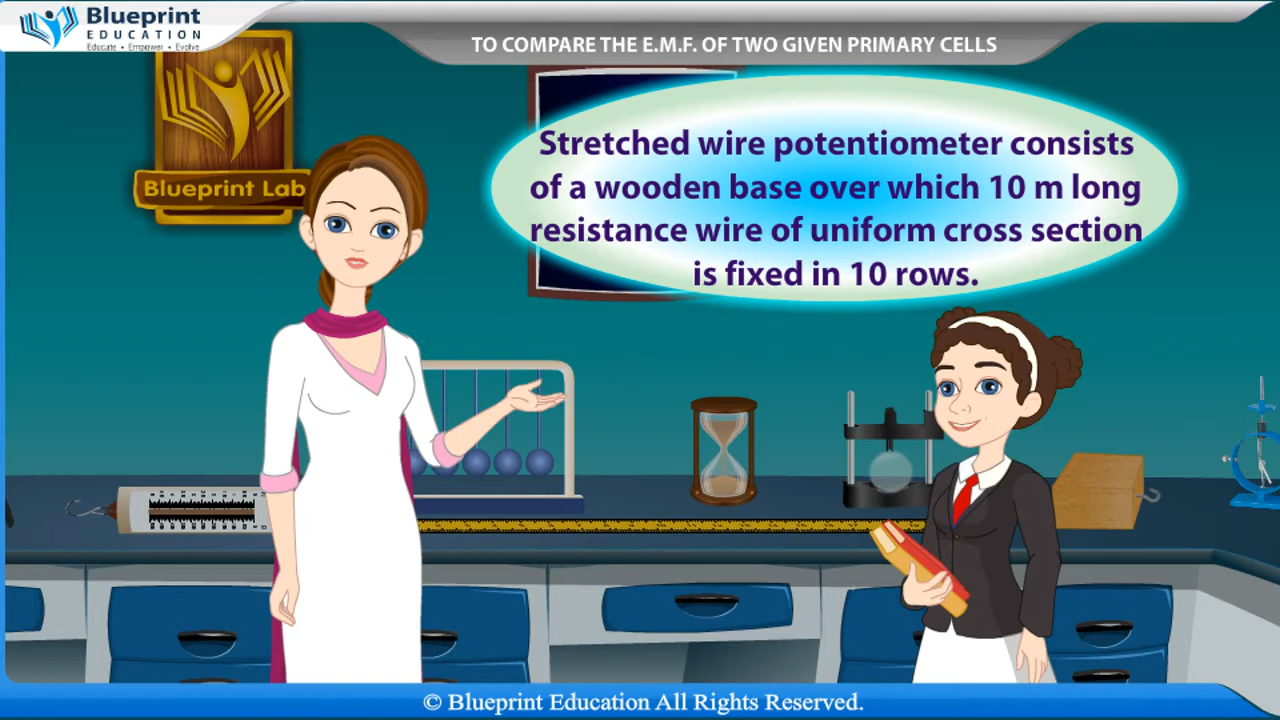 Blueprint
EDUCATION
Educate • Empower • Evolve
TO COMPARE THE E.M.F. OF TWO GIVEN PRIMARY CELLS
Blueprint Lab
Stretched wire potentiometer consists
of a wooden base over which 10 m long
resistance wire of uniform cross section
is fixed in 10 rows.
© Blueprint Education All Rights Reserved.